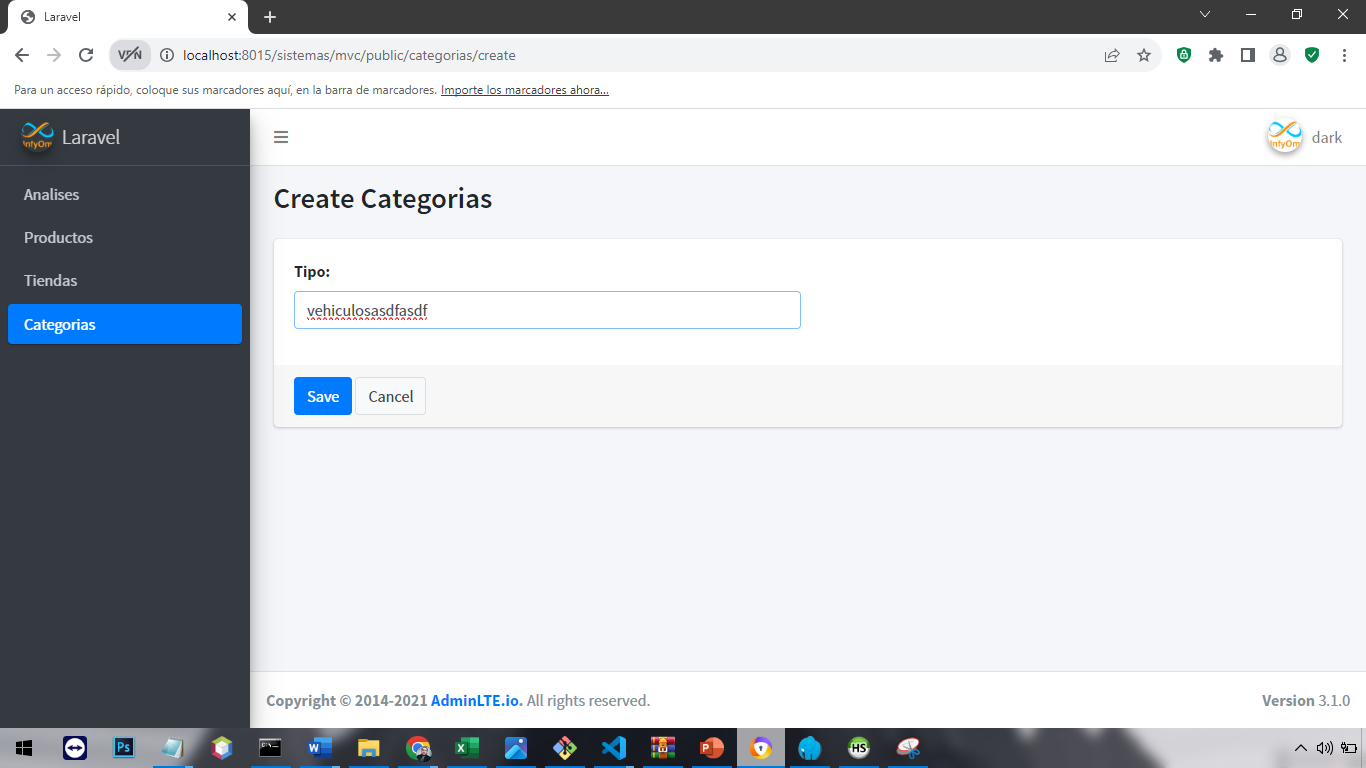 Laravel
VPN
localhost:8015/sistemas/mvc/public/categorias/create
Para un acceso rápido, coloque sus marcadores aquí, en la barra de marcadores. Importe los marcadores ahora...
InfyOm Laravel
InfyOm dark
Analises
Productos
Tiendas
Categorias
Create Categorias
Tipo:
vehiculosasdfasdf
Save Cancel
Copyright © 2014-2021 AdminLTE.io. All rights reserved.
Version 3.1.0
Ps
HS